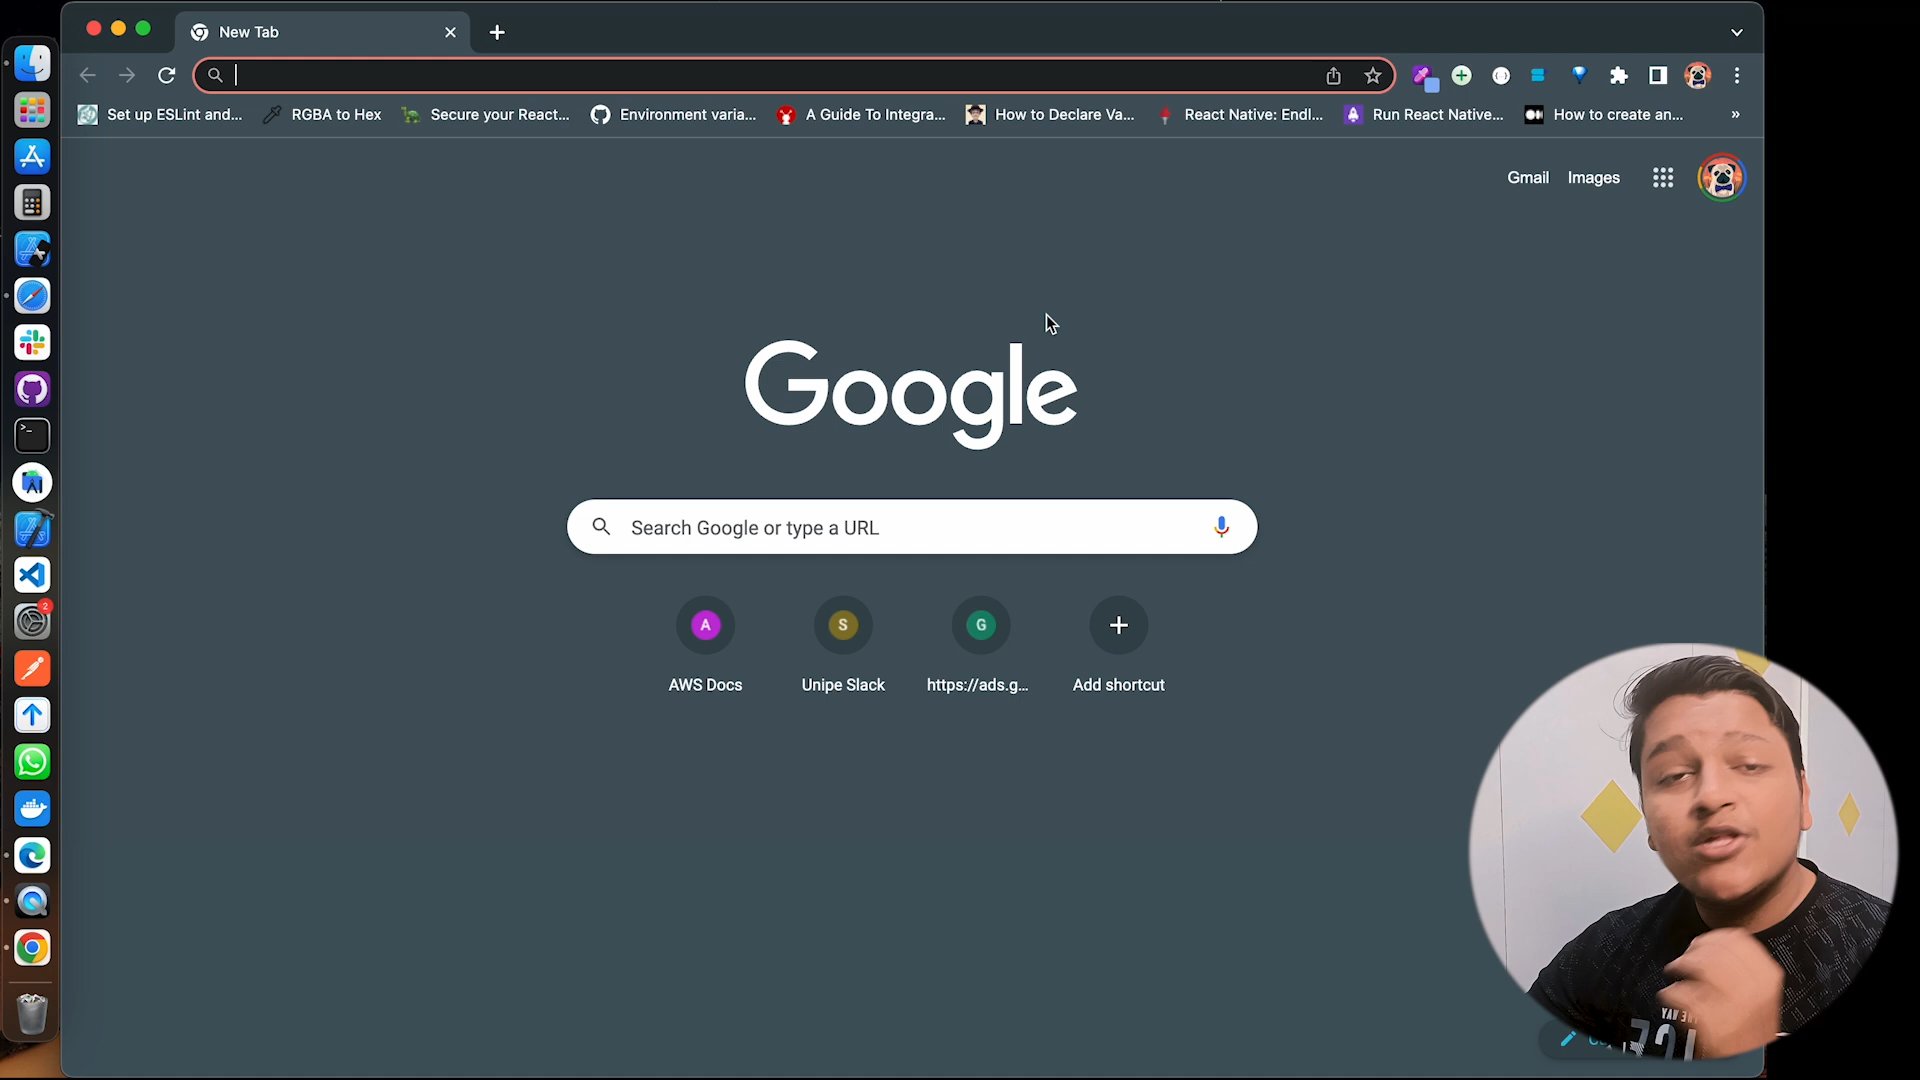 New Tab
Set up ESLint and...
RGBA to Hex
Secure your React...
Environment varia...
A Guide To Integra...
How to Declare Va...
React Native: Endl...
Run React Native...
How to create an...
»
Gmail
Images
Google
Search Google or type a URL
A
S
G
AWS Docs
Unipe Slack
https://ads.g...
Add shortcut
2